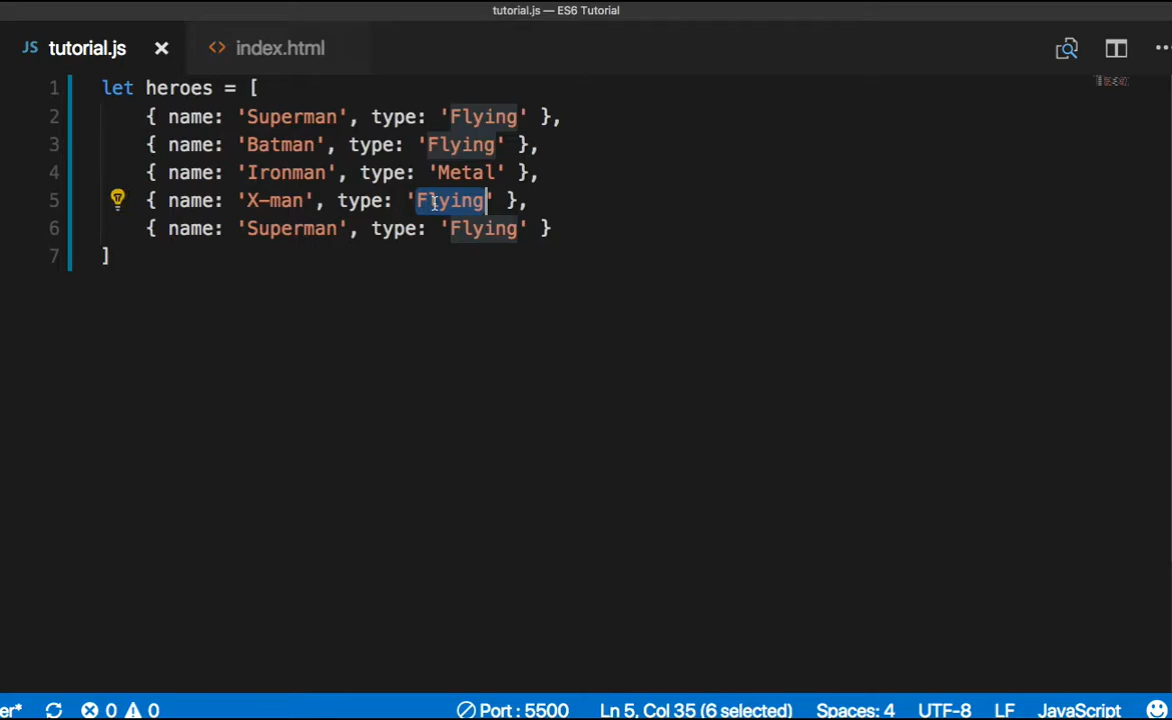 tutorial.js — ES6 Tutorial
JS tutorial.js × <> index.html
1 let heroes = [
2 { name: 'Superman', type: 'Flying' },
3 { name: 'Batman', type: 'Flying' },
4 { name: 'Ironman', type: 'Metal' },
5 { name: 'X-man', type: 'Flying' },
6 { name: 'Superman', type: 'Flying' }
7 ]
er* 0 0 Port : 5500 Ln 5, Col 35 (6 selected) Spaces: 4 UTF-8 LF JavaScript